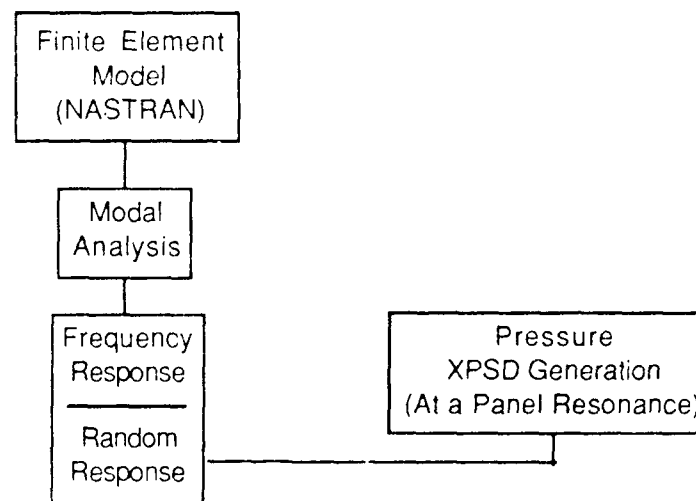 Finite Element
Model
(NASTRAN)
Modal
Analysis
Frequency
Response
Random
Response
Pressure
XPSD Generation
(At a Panel Resonance)